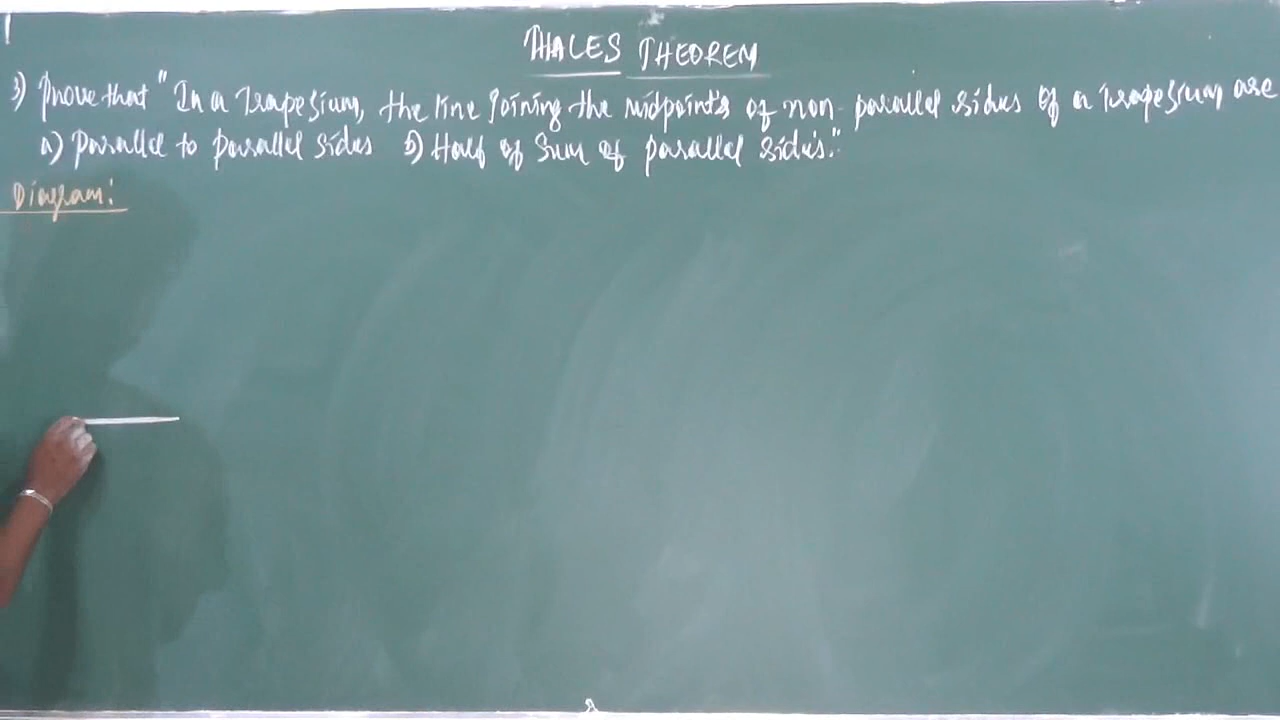 THALES THEOREM
3) Prove that "In a Trapezium, the line joining the midpoints of non-parallel sides of a trapezium are
a) Parallel to parallel sides b) Half of Sum of parallel sides."
Diagram: